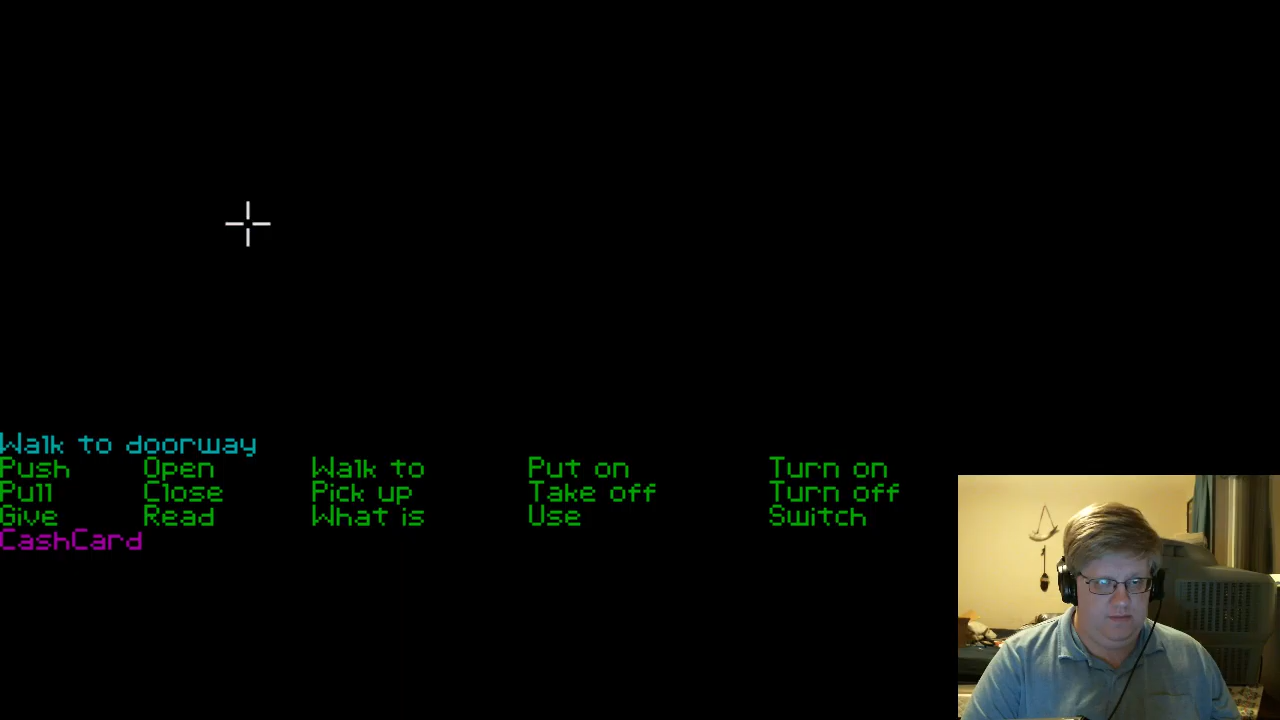 Walk to doorway
Push Open Walk to Put on Turn on
Pull Close Pick up Take off Turn off
Give Read What is Use Switch
CashCard